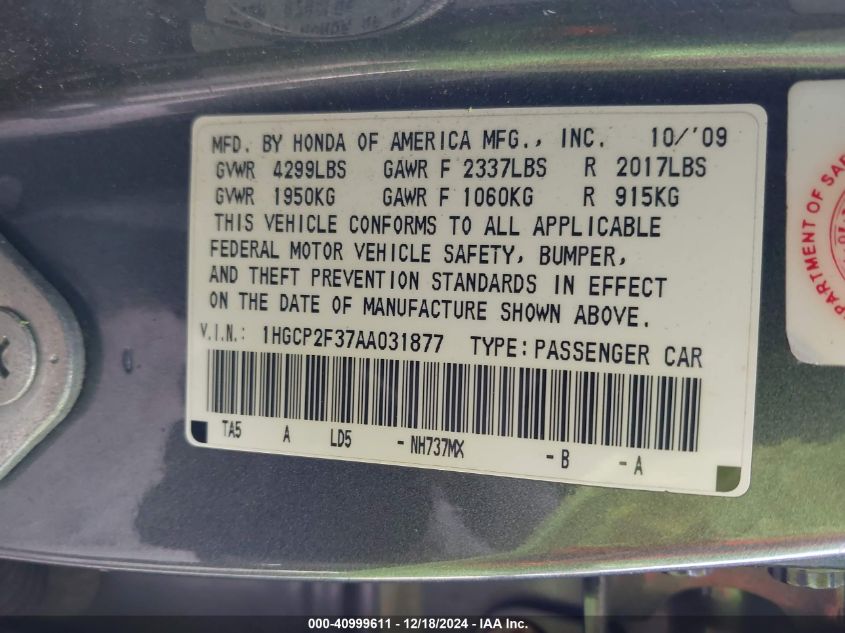 MFD. BY HONDA OF AMERICA MFG., INC. 10/'09
GVWR 4299LBS GAWR F 2337LBS R 2017LBS
GVWR 1950KG GAWR F 1060KG R 915KG
THIS VEHICLE CONFORMS TO ALL APPLICABLE
FEDERAL MOTOR VEHICLE SAFETY, BUMPER,
AND THEFT PREVENTION STANDARDS IN EFFECT
ON THE DATE OF MANUFACTURE SHOWN ABOVE.
V.I.N.: 1HGCP2F37AA031877 TYPE: PASSENGER CAR
TA5 A LD5 - NH737MX - B - A
PARTMENT OF SAF
000-40999611 - 12/18/2024 - IAA Inc.